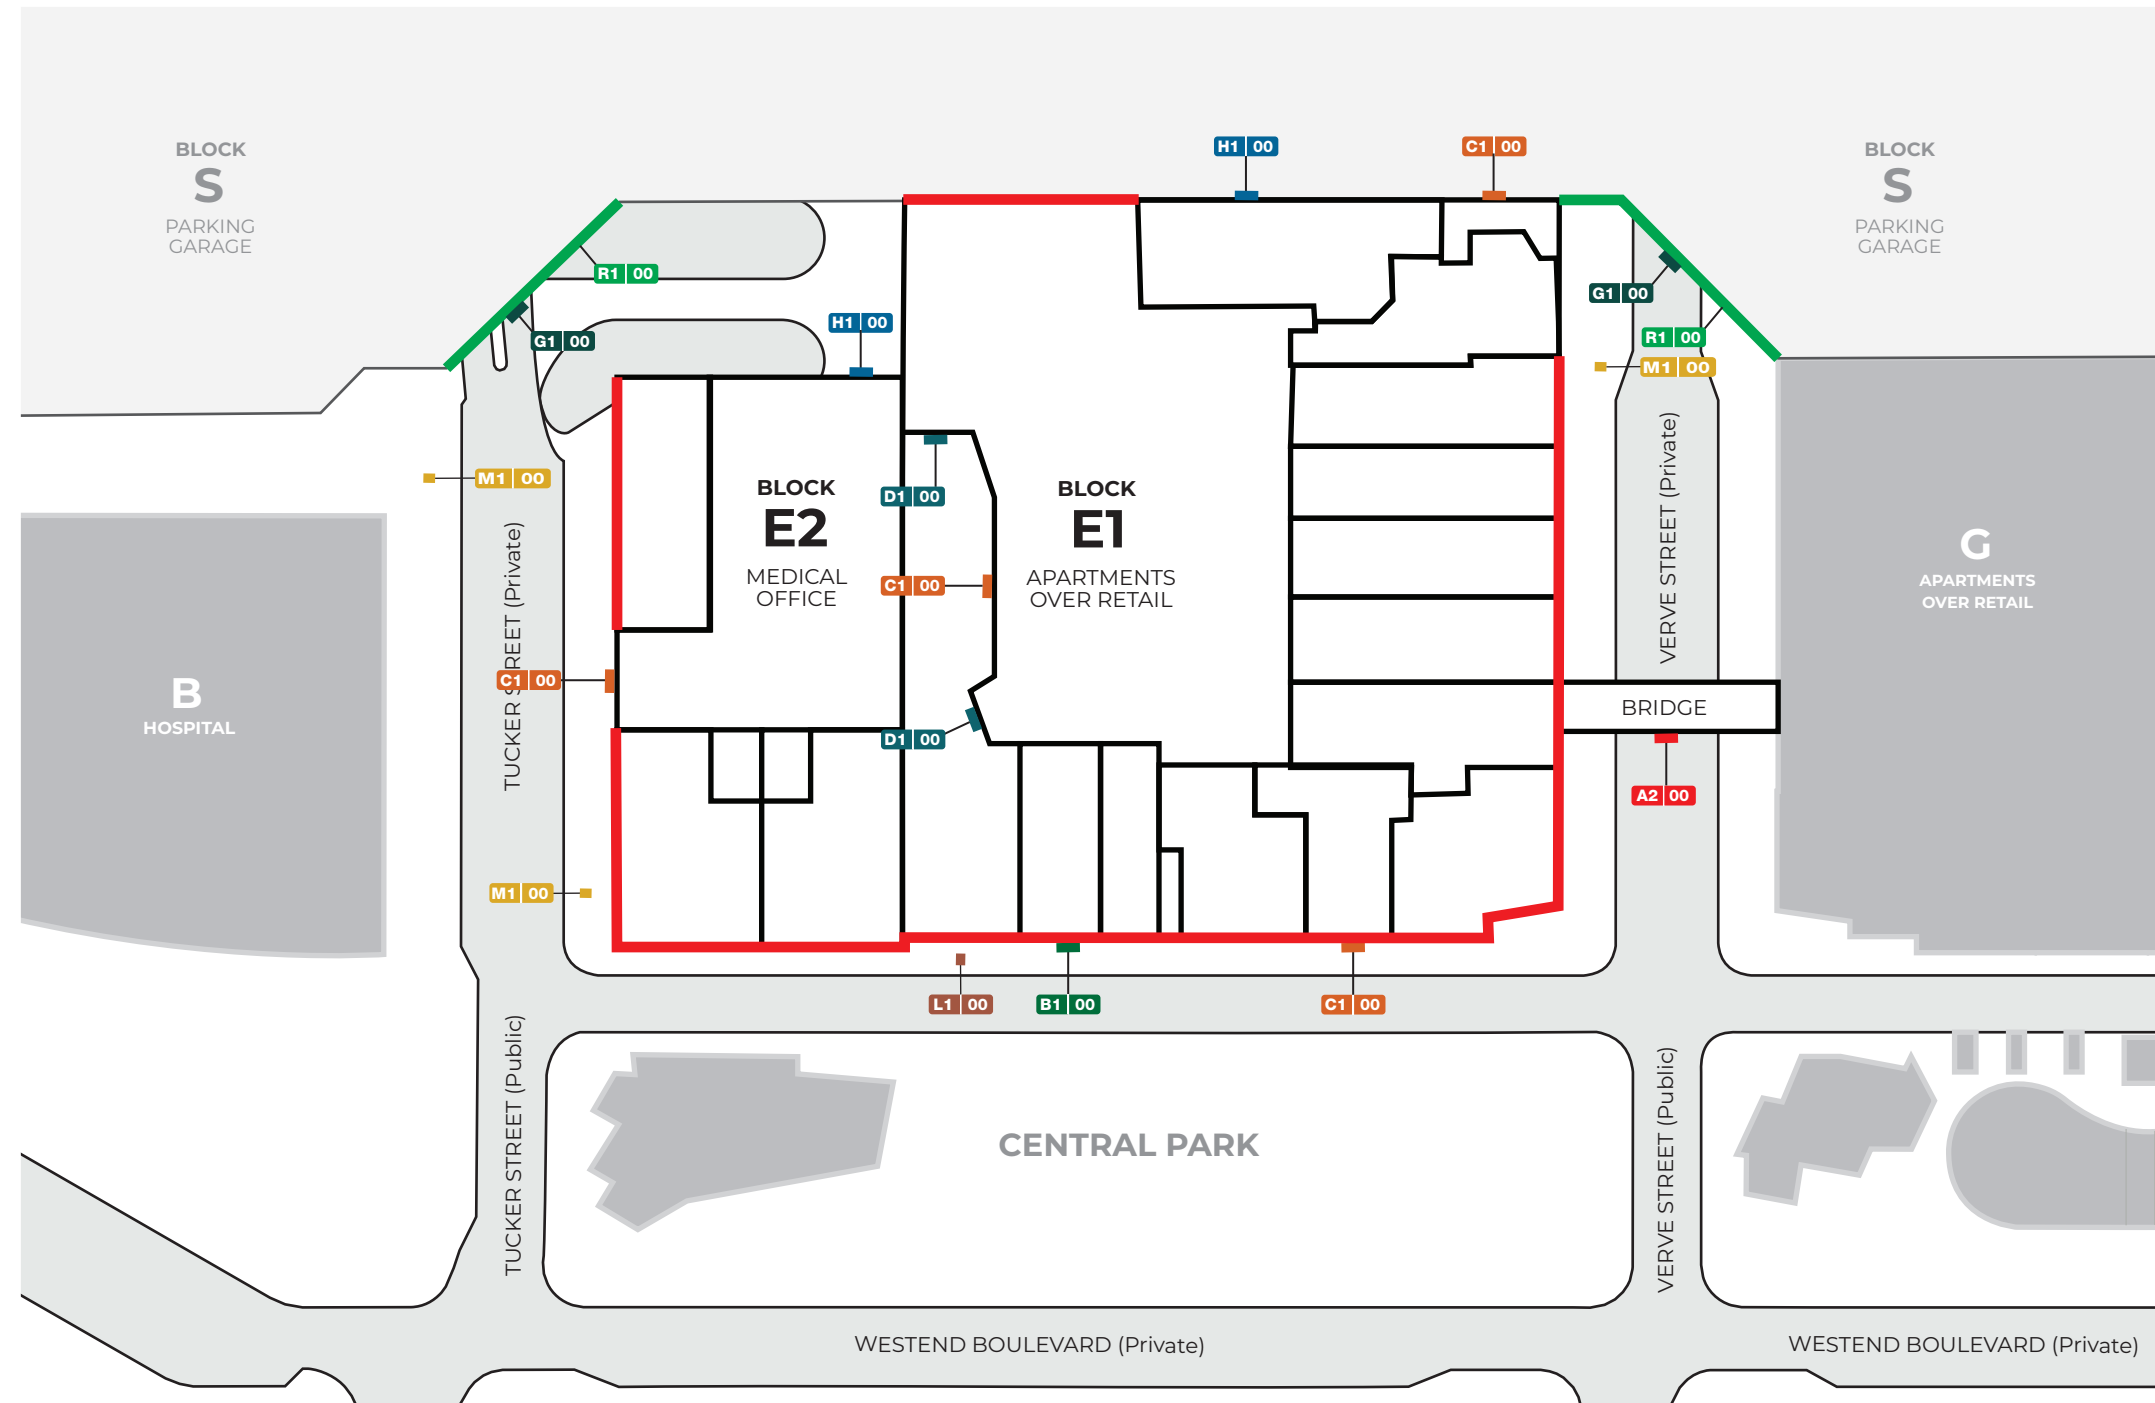 BLOCK
S
PARKING
GARAGE
H1 00
C1 00
BLOCK
S
PARKING
GARAGE
R1 00
G1 00
H1 00
G1 00
R1 00
M1 00
M1 00
BLOCK
E2
MEDICAL
OFFICE
D1 00
C1 00
BLOCK
E1
APARTMENTS
OVER RETAIL
VERVE STREET (Private)
G
APARTMENTS
OVER RETAIL
TUCKER STREET (Private)
C1 00
B
HOSPITAL
D1 00
BRIDGE
A2 00
M1 00
L1 00
B1 00
C1 00
TUCKER STREET (Public)
CENTRAL PARK
VERVE STREET (Public)
WESTEND BOULEVARD (Private)
WESTEND BOULEVARD (Private)